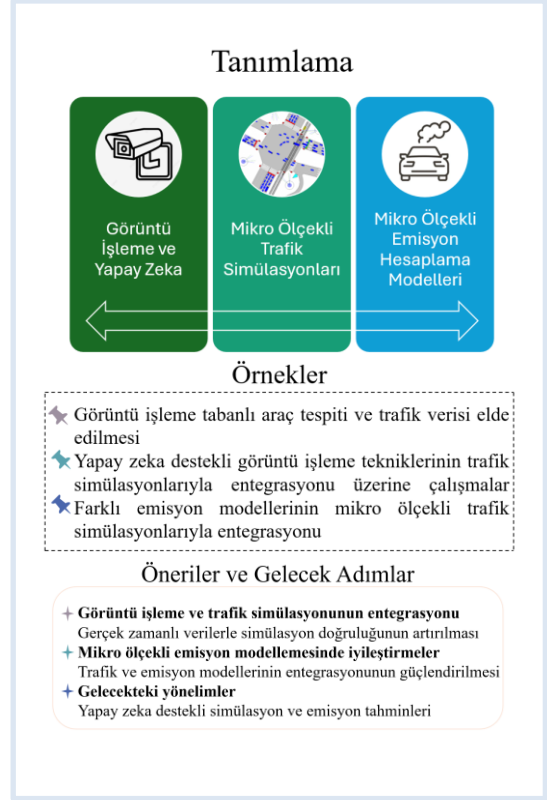 Tanımlama
Görüntü
İşleme ve
Yapay Zeka
Mikro Ölçekli
Trafik
Simülasyonları
Mikro Ölçekli
Emisyon
Hesaplama
Modelleri
Örnekler
Görüntü işleme tabanlı araç tespiti ve trafik verisi elde
edilmesi
Yapay zeka destekli görüntü işleme tekniklerinin trafik
simülasyonlarıyla entegrasyonu üzerine çalışmalar
Farklı emisyon modellerinin mikro ölçekli trafik
simülasyonlarıyla entegrasyonu
Öneriler ve Gelecek Adımlar
Görüntü işleme ve trafik simülasyonunun entegrasyonu
Gerçek zamanlı verilerle simülasyon doğruluğunun artırılması
Mikro ölçekli emisyon modellemesinde iyileştirmeler
Trafik ve emisyon modellerinin entegrasyonunun güçlendirilmesi
Gelecekteki yönelimler
Yapay zeka destekli simülasyon ve emisyon tahminleri